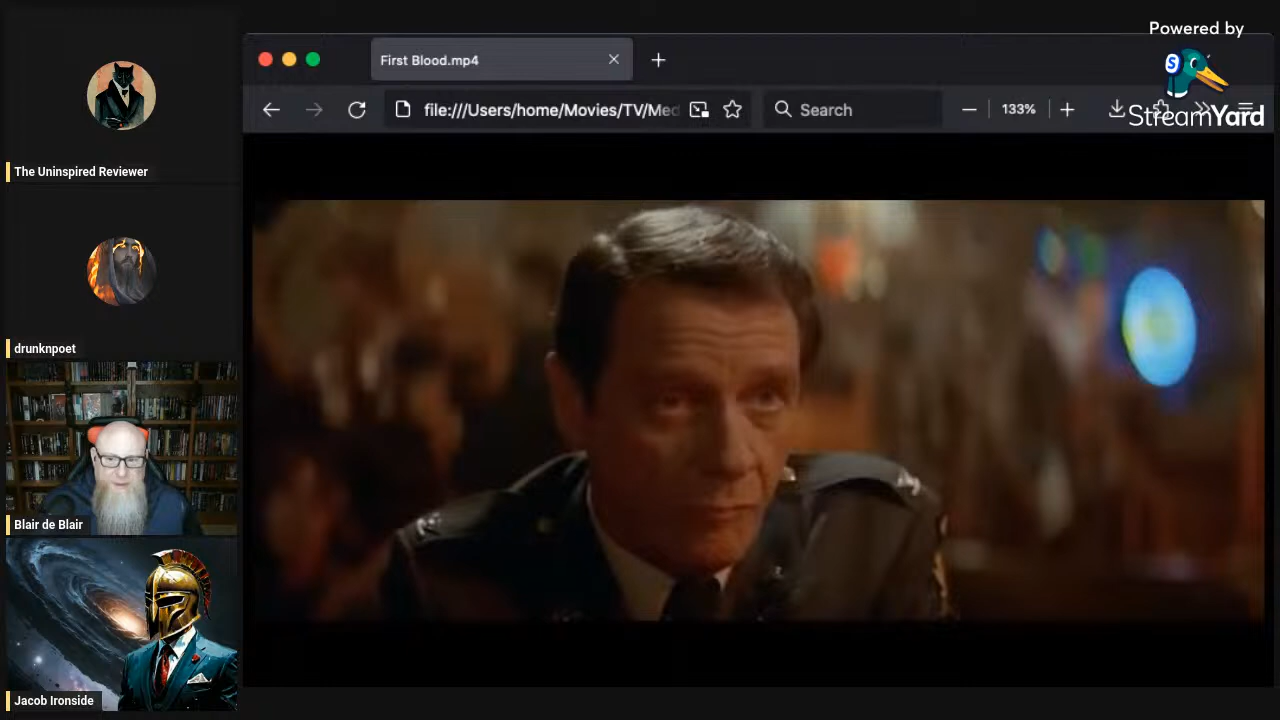 Powered by
StreamYard
First Blood.mp4
file:///Users/home/Movies/TV/Med
Search
133%
The Uninspired Reviewer
drunknpoet
Blair de Blair
Jacob Ironside